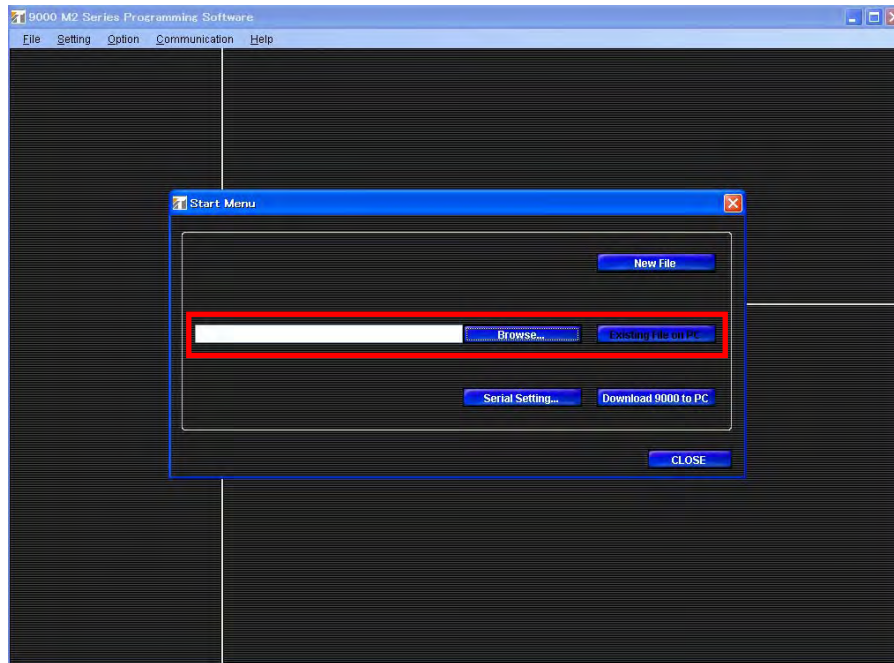 9000 M2 Series Programming Software
File Setting Option Communication Help
Start Menu
New File
Browse... Existing File on PC
Serial Setting... Download 9000 to PC
CLOSE